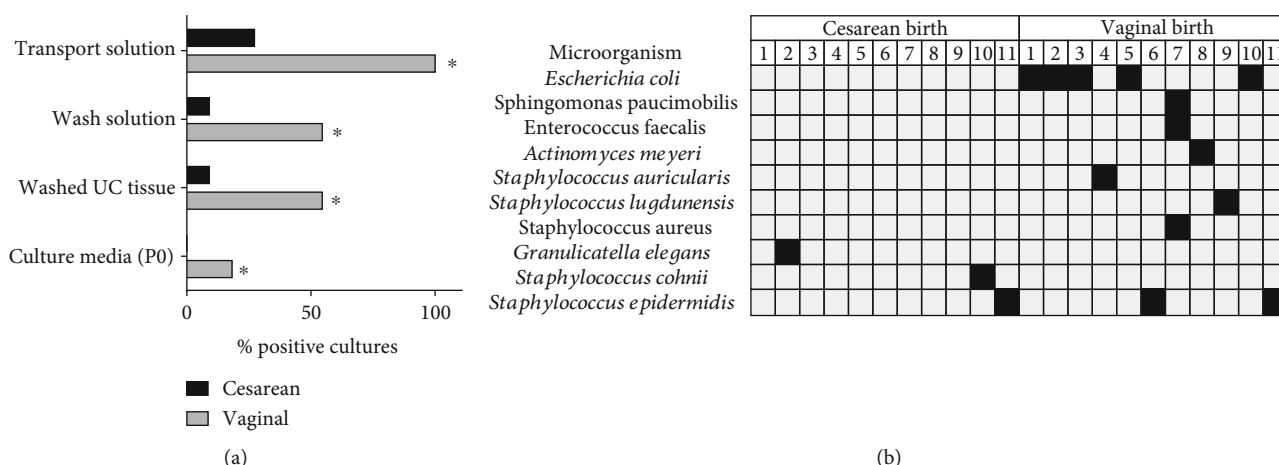 Transport solution
*
Wash solution
*
Washed UC tissue
*
Culture media (P0)
*
0 50 100
% positive cultures
Cesarean
Vaginal
(a)
Cesarean birth Vaginal birth
Microorganism 1 2 3 4 5 6 7 8 9 10 11 1 2 3 4 5 6 7 8 9 10 11
Escherichia coli
Sphingomonas paucimobilis
Enterococcus faecalis
Actinomyces meyeri
Staphylococcus auricularis
Staphylococcus lugdunensis
Staphylococcus aureus
Granulicatella elegans
Staphylococcus cohnii
Staphylococcus epidermidis
(b)